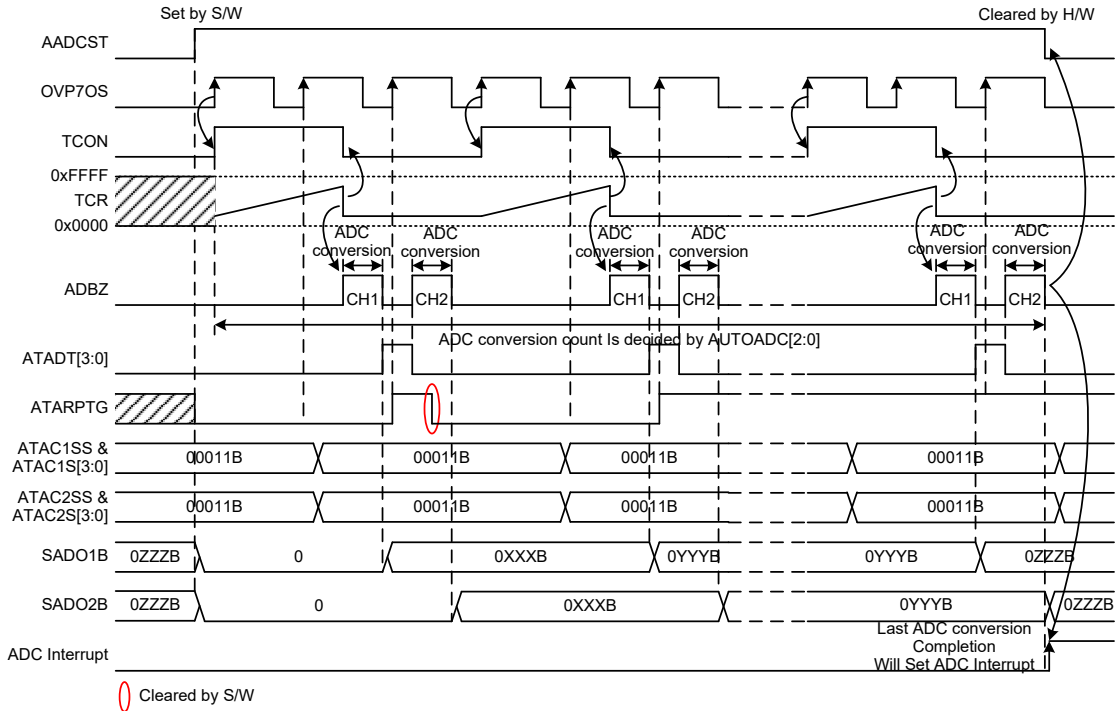 Set by S/W
Cleared by H/W
AADCST
OVP7OS
TCON
0xFFFF
TCR
0x0000
ADC conversion
ADC conversion
ADC conversion
ADC conversion
ADC conversion
ADC conversion
ADBZ
CH1
CH2
CH1
CH2
CH1
CH2
ADC conversion count Is decided by AUTOADC[2:0]
ATADT[3:0]
ATARPTG
ATAC1SS &
ATAC1S[3:0]
00011B
00011B
00011B
00011B
ATAC2SS &
ATAC2S[3:0]
00011B
00011B
00011B
00011B
SADO1B
0ZZZB
0
0XXXB
0YYYB
0YYYB
0ZZZB
SADO2B
0ZZZB
0
0XXXB
0YYYB
0ZZZB
Last ADC conversion
Completion
Will Set ADC Interrupt
ADC Interrupt
Cleared by S/W